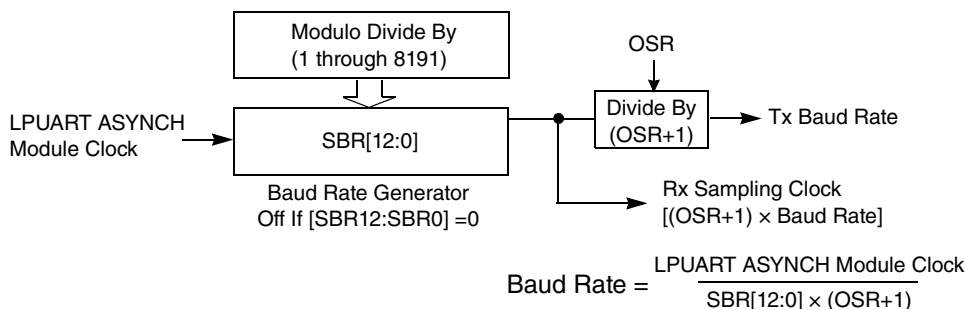 Modulo Divide By
(1 through 8191)
OSR
LPUART ASYNCH
Module Clock
SBR[12:0]
Divide By
(OSR+1)
Tx Baud Rate
Baud Rate Generator
Off If [SBR12:SBR0] =0
Rx Sampling Clock
[(OSR+1) × Baud Rate]
Baud Rate =
LPUART ASYNCH Module Clock
SBR[12:0] × (OSR+1)